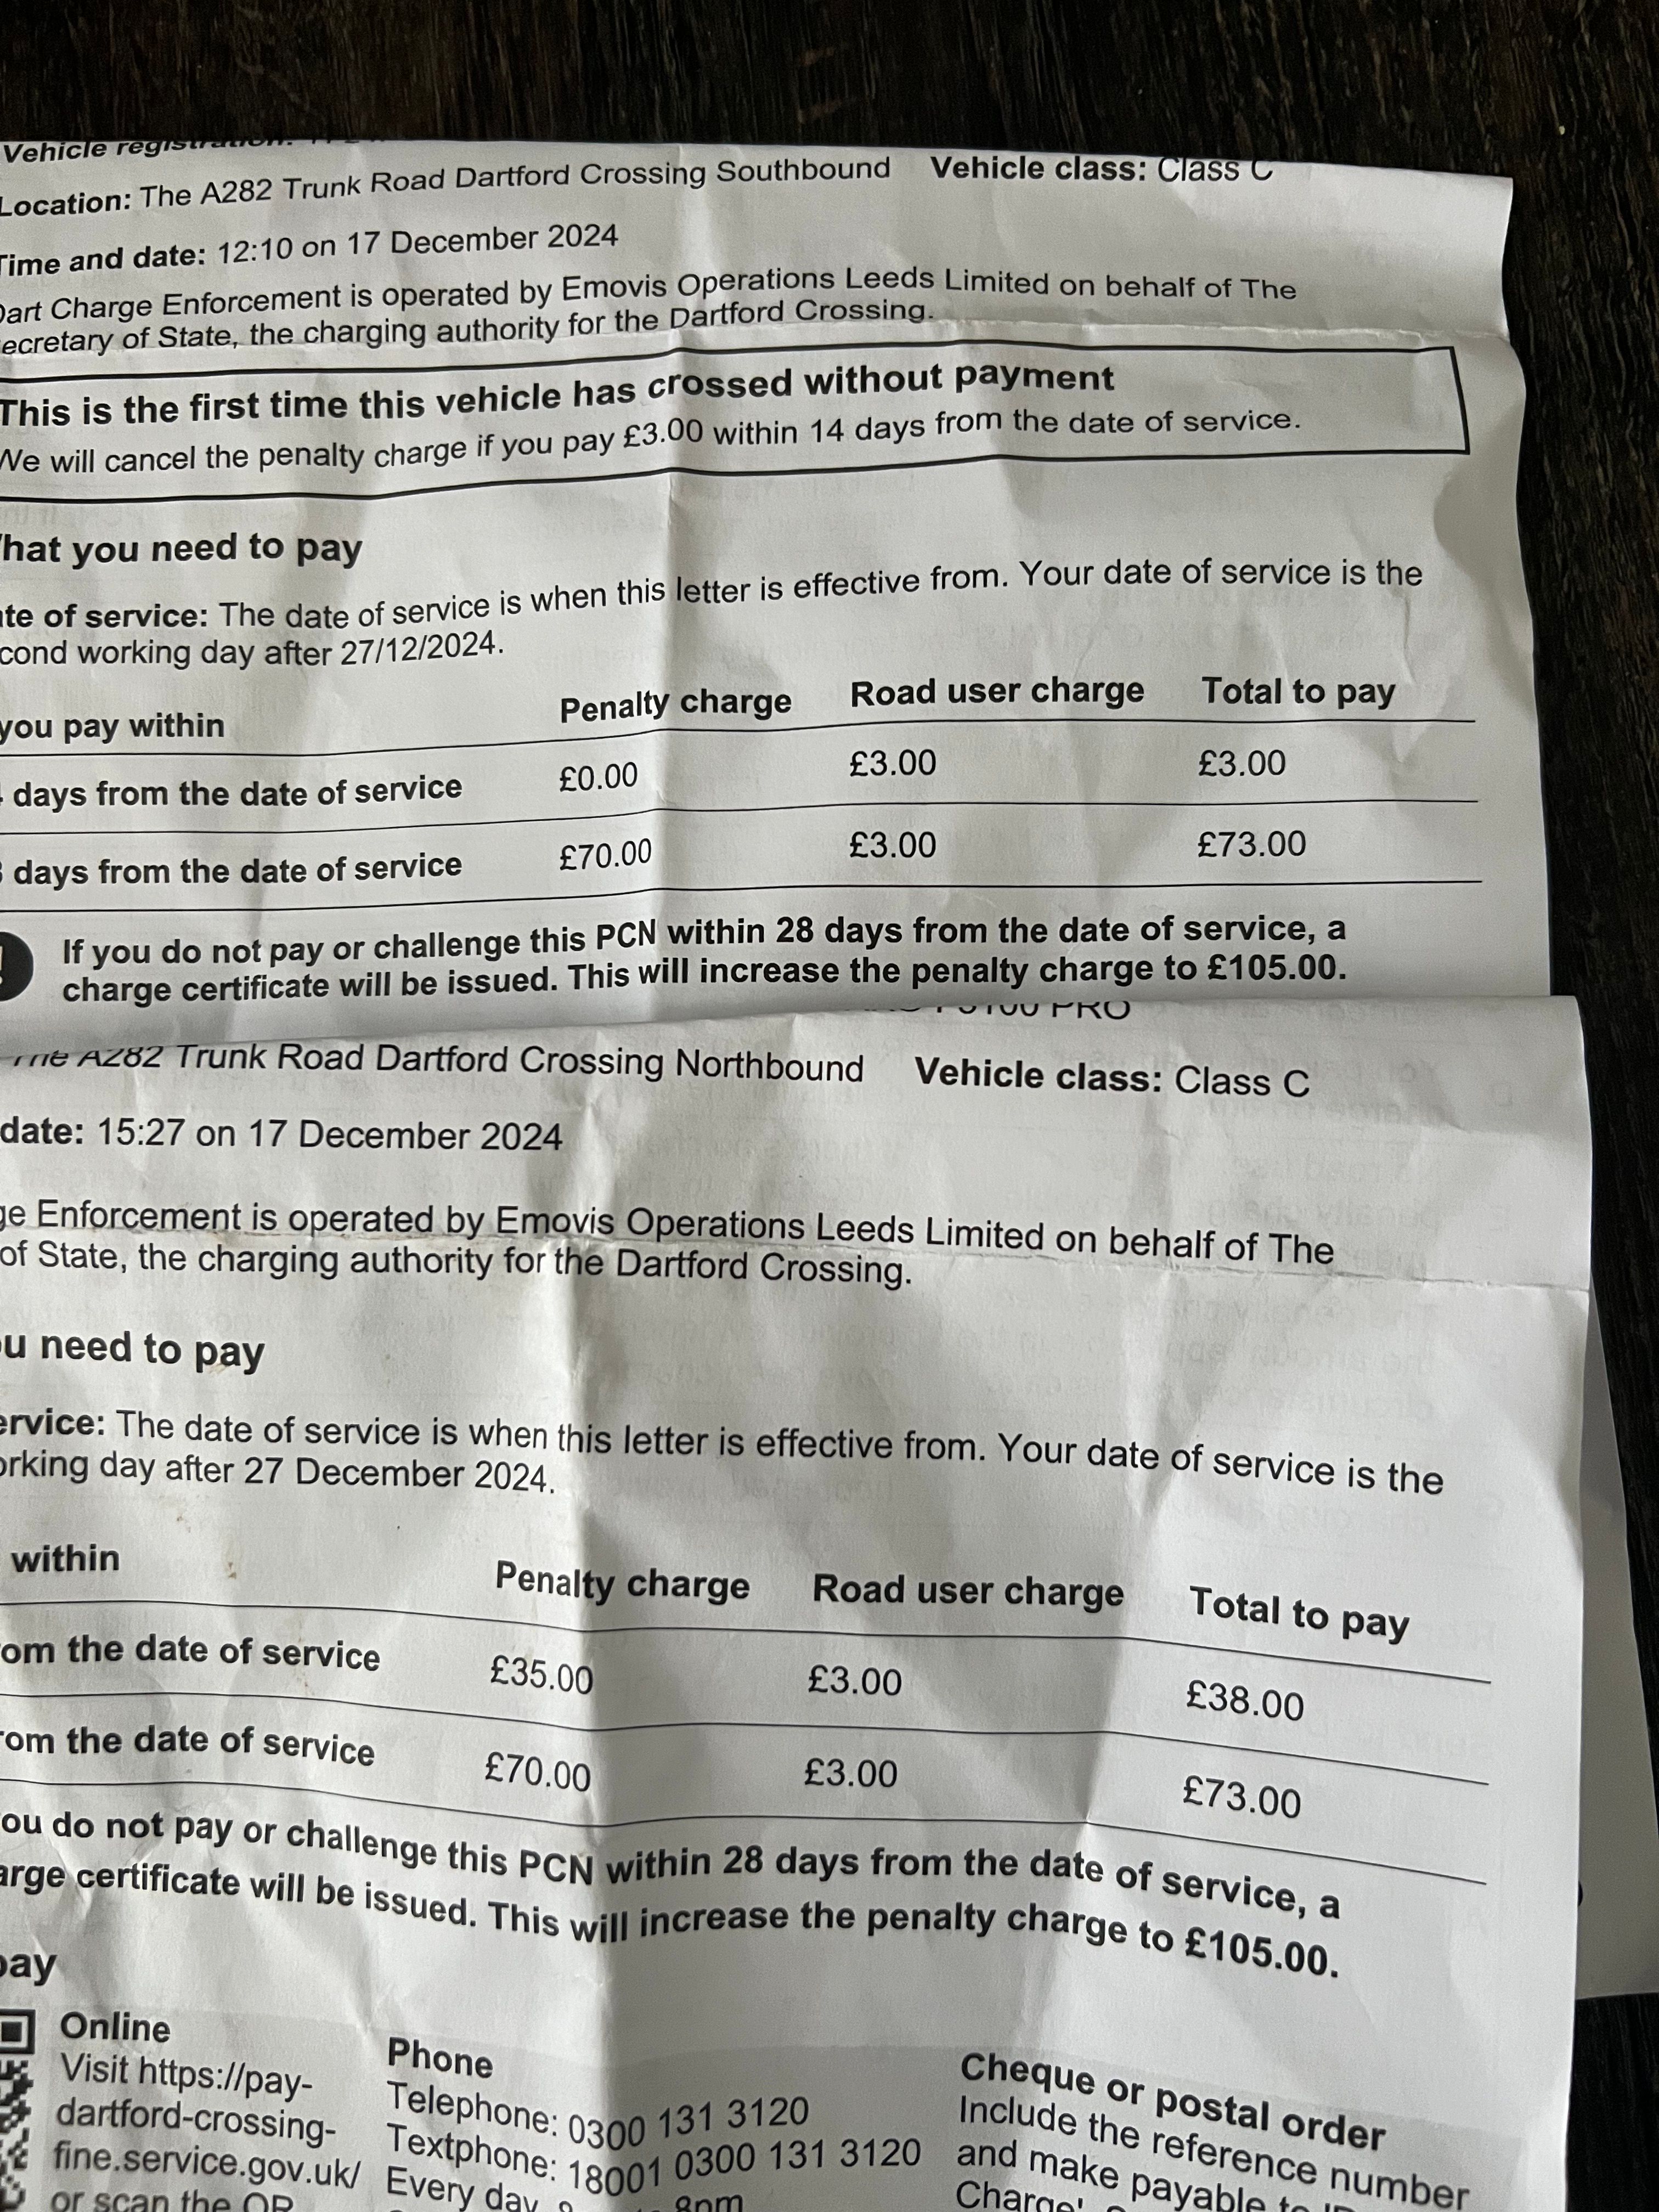 Vehicle registration:
Location: The A282 Trunk Road Dartford Crossing Southbound Vehicle class: Class C
Time and date: 12:10 on 17 December 2024
Dart Charge Enforcement is operated by Emovis Operations Leeds Limited on behalf of The
ecretary of State, the charging authority for the Dartford Crossing.
This is the first time this vehicle has crossed without payment
We will cancel the penalty charge if you pay £3.00 within 14 days from the date of service.
hat you need to pay
te of service: The date of service is when this letter is effective from. Your date of service is the
cond working day after 27/12/2024.
you pay within Penalty charge Road user charge Total to pay
days from the date of service £0.00 £3.00 £3.00
days from the date of service £70.00 £3.00 £73.00
! If you do not pay or challenge this PCN within 28 days from the date of service, a
charge certificate will be issued. This will increase the penalty charge to £105.00.
PRO
The A282 Trunk Road Dartford Crossing Northbound Vehicle class: Class C
date: 15:27 on 17 December 2024
ge Enforcement is operated by Emovis Operations Leeds Limited on behalf of The
of State, the charging authority for the Dartford Crossing.
u need to pay
ervice: The date of service is when this letter is effective from. Your date of service is the
orking day after 27 December 2024.
within Penalty charge Road user charge Total to pay
om the date of service £35.00 £3.00 £38.00
rom the date of service £70.00 £3.00 £73.00
ou do not pay or challenge this PCN within 28 days from the date of service, a
arge certificate will be issued. This will increase the penalty charge to £105.00.
pay
Online
Visit https://pay-
dartford-crossing-
fine.service.gov.uk/
or scan the QR
Phone
Telephone: 0300 131 3120
Textphone: 18001 0300 131 3120
Every day, 8pm
Cheque or postal order
Include the reference number
and make payable to
Charge'